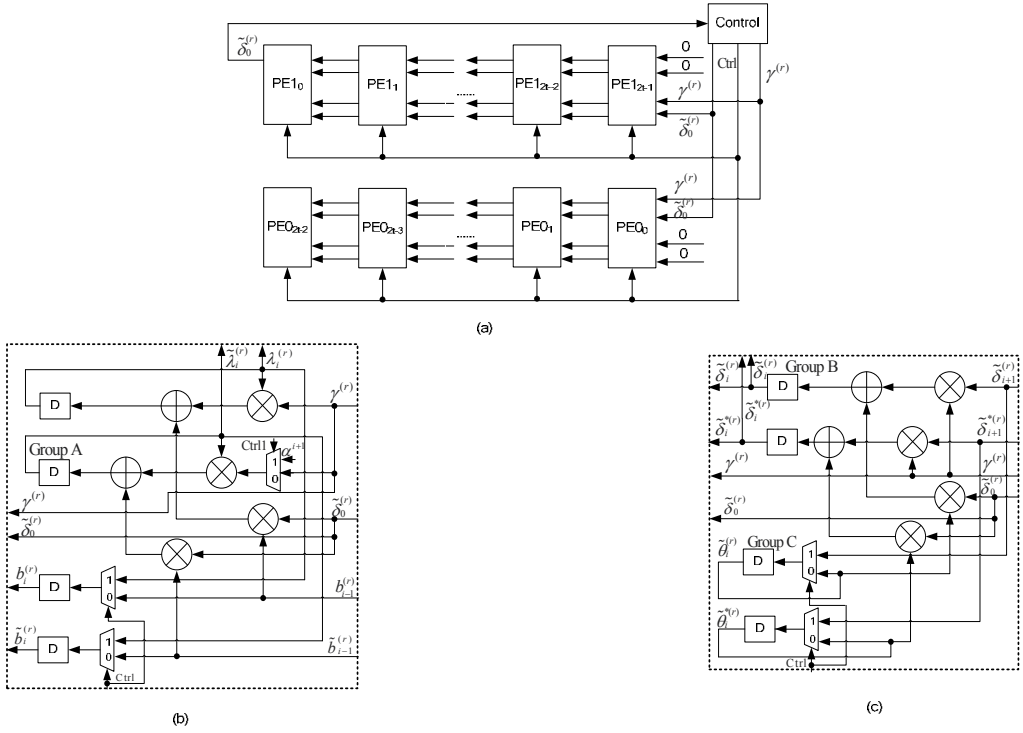 Control
δ̃₀⁽ʳ⁾
Ctrl
γ⁽ʳ⁾
PE1₀
PE1₁
......
PE1₂ₜ₋₂
PE1₂ₜ₋₁
0
0
γ⁽ʳ⁾
δ̃₀⁽ʳ⁾
PE0₂ₜ₋₂
PE0₂ₜ₋₃
......
PE0₁
PE0₀
γ⁽ʳ⁾
δ̃₀⁽ʳ⁾
0
0
(a)
λ̃ᵢ⁽ʳ⁾
λᵢ⁽ʳ⁾
D
γ⁽ʳ⁾
Group A
D
Ctrl1
αⁱ⁺¹
1
0
γ⁽ʳ⁾
δ̃₀⁽ʳ⁾
δ̃₀⁽ʳ⁾
bᵢ⁽ʳ⁾
D
1
0
bᵢ₋₁⁽ʳ⁾
b̃ᵢ⁽ʳ⁾
D
1
0
b̃ᵢ₋₁⁽ʳ⁾
Ctrl
(b)
δ̃ᵢ⁽ʳ⁾
δ̃ᵢ⁽ʳ⁾
Group B
D
δ̃ᵢ₊₁⁽ʳ⁾
δ̃ᵢ*⁽ʳ⁾
δ̃ᵢ*⁽ʳ⁾
D
δ̃ᵢ₊₁*⁽ʳ⁾
γ⁽ʳ⁾
γ⁽ʳ⁾
δ̃₀⁽ʳ⁾
δ̃₀⁽ʳ⁾
θ̃ᵢ⁽ʳ⁾
Group C
D
1
0
θ̃ᵢ*⁽ʳ⁾
D
1
0
Ctrl
(c)